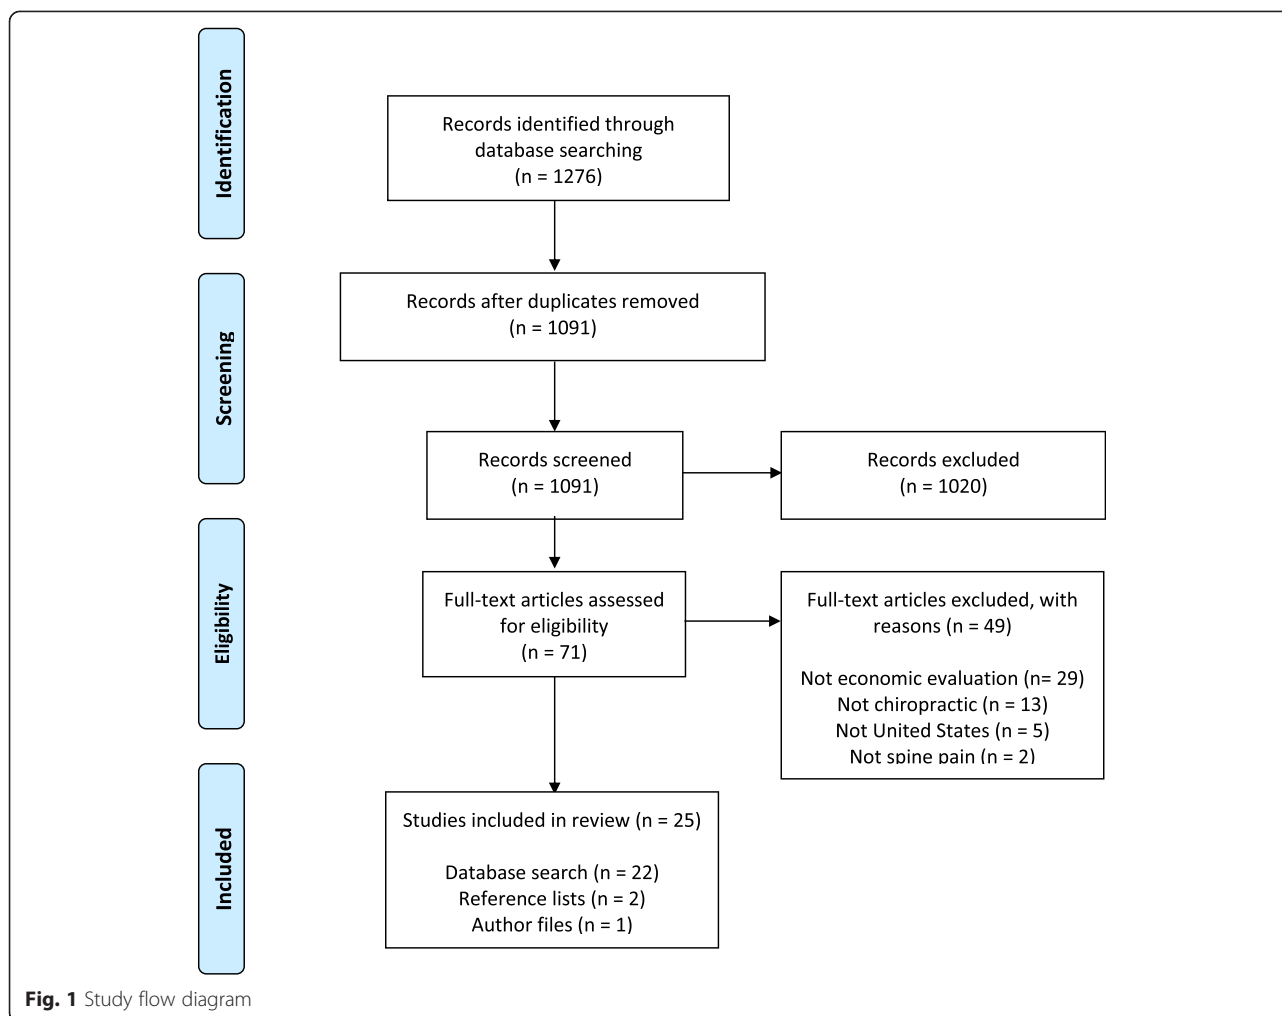 Identification
Records identified through
database searching
(n = 1276)
Records after duplicates removed
(n = 1091)
Screening
Records screened
(n = 1091)
Records excluded
(n = 1020)
Eligibility
Full-text articles assessed
for eligibility
(n = 71)
Full-text articles excluded, with
reasons (n = 49)
Not economic evaluation (n= 29)
Not chiropractic (n = 13)
Not United States (n = 5)
Not spine pain (n = 2)
Included
Studies included in review (n = 25)
Database search (n = 22)
Reference lists (n = 2)
Author files (n = 1)
Fig. 1 Study flow diagram